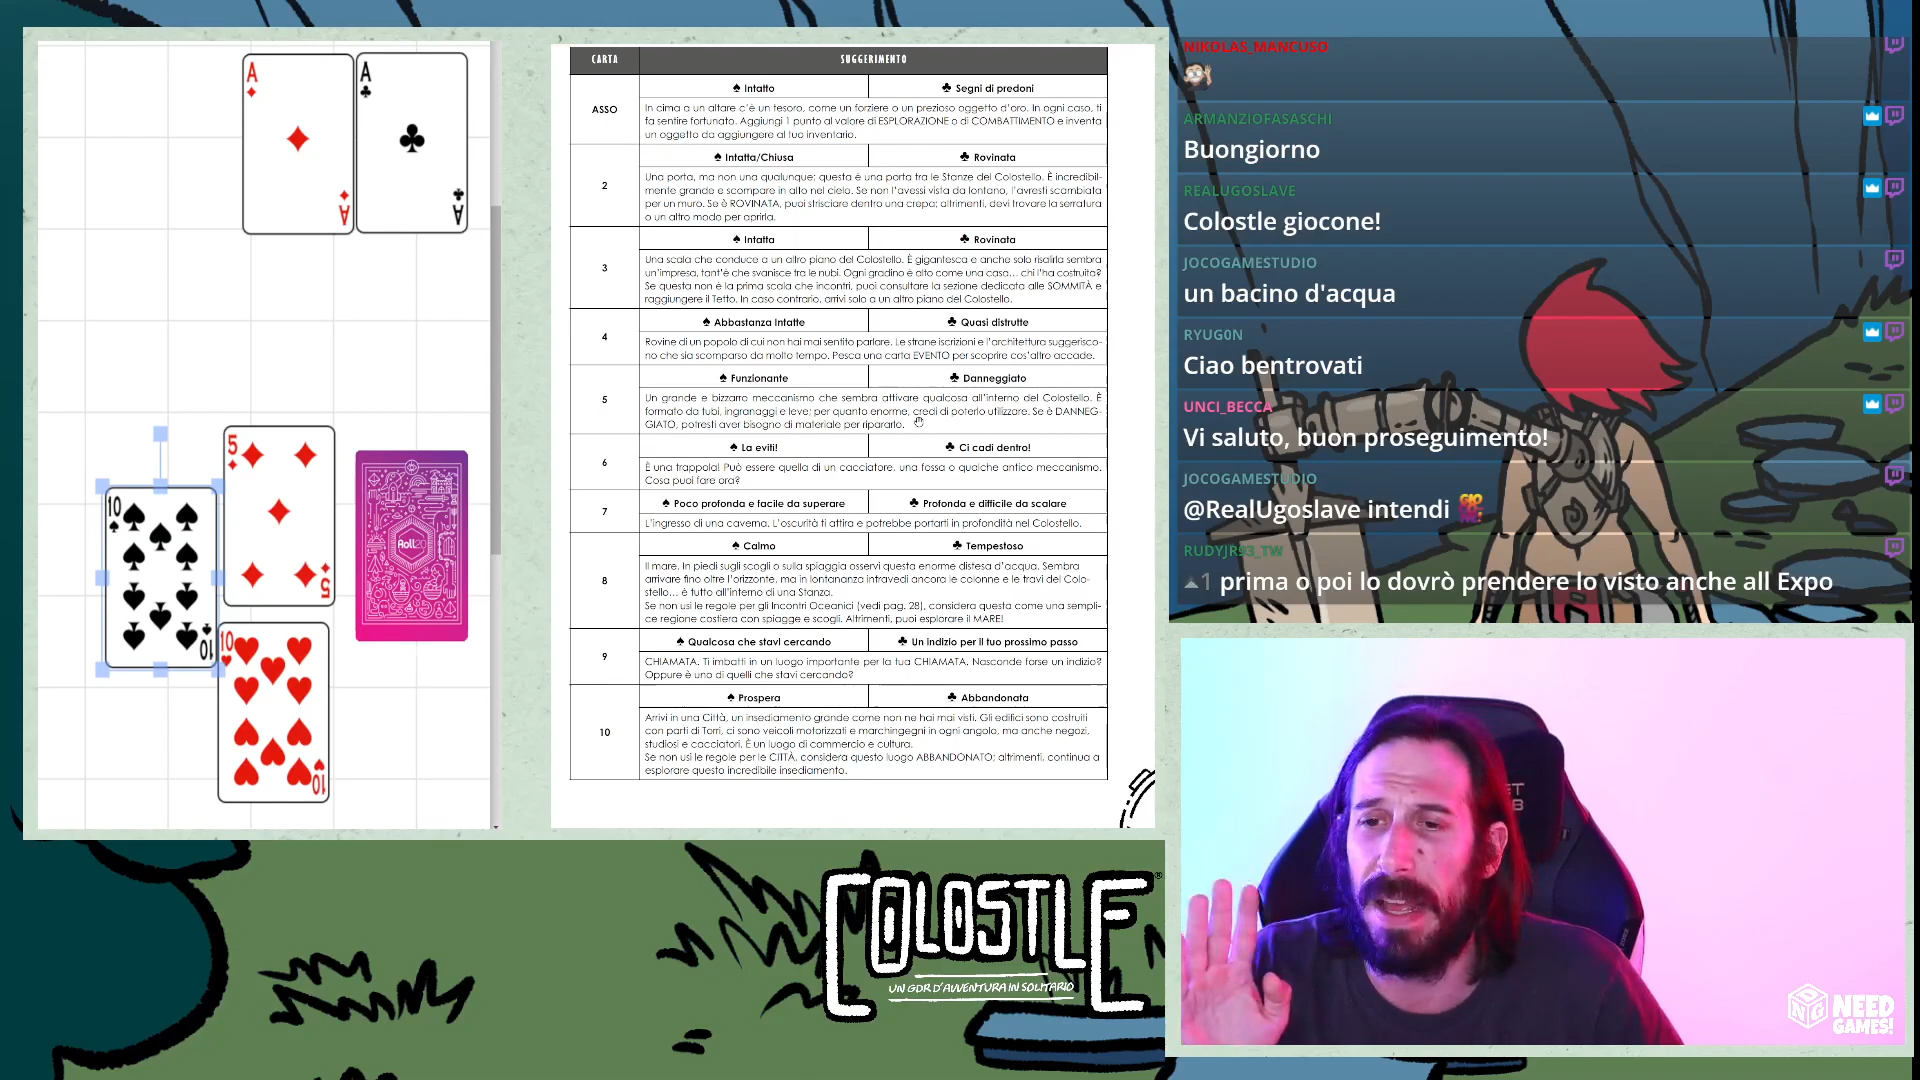 A
A
A
A
5
5
10
10
10
10
Roll20
CARTA
SUGGERIMENTO
ASSO
♠ Intatto
♣ Segni di predoni
In cima a un altare c'è un tesoro, come un forziere o un prezioso oggetto d'oro. In ogni caso, ti
fa sentire fortunato. Aggiungi 1 punto al valore di ESPLORAZIONE o di COMBATTIMENTO e inventa
un oggetto da aggiungere al tuo inventario.
2
♠ Intatta/Chiusa
♣ Rovinata
Una porta, ma non una qualunque: questa è una porta tra le Stanze del Colostello. È incredibil-
mente grande e scompare in alto nel cielo. Se non l'avessi vista da lontano, l'avresti scambiata
per un muro. Se è ROVINATA, puoi strisciare dentro una crepa; altrimenti, devi trovare la serratura
o un altro modo per aprirla.
3
♠ Intatta
♣ Rovinata
Una scala che conduce a un altro piano del Colostello. È gigantesca e anche solo risalirla sembra
un'impresa, tant'è che svanisce tra le nubi. Ogni gradino è alto come una casa... chi l'ha costruita?
Se questa non è la prima scala che incontri, puoi consultare la sezione dedicata alle SOMMITÀ e
raggiungere il Tetto. In caso contrario, arrivi solo a un altro piano del Colostello.
4
♠ Abbastanza Intatte
♣ Quasi distrutte
Rovine di un popolo di cui non hai mai sentito parlare. Le strane iscrizioni e l'architettura suggerisco-
no che sia scomparso da molto tempo. Pesca una carta EVENTO per scoprire cos'altro accade.
5
♠ Funzionante
♣ Danneggiato
Un grande e bizzarro meccanismo che sembra attivare qualcosa all'interno del Colostello. È
formato da tubi, ingranaggi e leve; per quanto enorme, credi di poterlo utilizzare. Se è DANNEG-
GIATO, potresti aver bisogno di materiale per ripararlo.
6
♠ La eviti!
♣ Ci cadi dentro!
È una trappola! Può essere quella di un cacciatore, una fossa o qualche antico meccanismo.
Cosa puoi fare ora?
7
♠ Poco profonda e facile da superare
♣ Profonda e difficile da scalare
L'ingresso di una caverna. L'oscurità ti attira e potrebbe portarti in profondità nel Colostello.
8
♠ Calmo
♣ Tempestoso
Il mare. In piedi sugli scogli o sulla spiaggia osservi questa enorme distesa d'acqua. Sembra
arrivare fino oltre l'orizzonte, ma in lontananza intravedi ancora le colonne e le travi del Colo-
stello... è tutto all'interno di una Stanza.
Se non usi le regole per gli Incontri Oceanici (vedi pag. 28), considera questa come una sempli-
ce regione costiera con spiagge e scogli. Altrimenti, puoi esplorare il MARE!
9
♠ Qualcosa che stavi cercando
♣ Un indizio per il tuo prossimo passo
CHIAMATA. Ti imbatti in un luogo importante per la tua CHIAMATA. Nasconde forse un indizio?
Oppure è uno di quelli che stavi cercando?
10
♠ Prospera
♣ Abbandonata
Arrivi in una Città, un insediamento grande come non ne hai mai visti. Gli edifici sono costruiti
con parti di Torri, ci sono veicoli motorizzati e marchingegni in ogni angolo, ma anche negozi,
studiosi e cacciatori. È un luogo di commercio e cultura.
Se non usi le regole per le CITTÀ, considera questo luogo ABBANDONATO; altrimenti, continua a
esplorare questo incredibile insediamento.
NIKOLAS_MANCUSO
ARMANZIOFASASCHI
Buongiorno
REALUGOSLAVE
Colostle giocone!
JOCOGAMESTUDIO
un bacino d'acqua
RYUG0N
Ciao bentrovati
UNCI_BECCA
Vi saluto, buon proseguimento!
JOCOGAMESTUDIO
@RealUgoslave intendi
RUDYJR93_TW
1 prima o poi lo dovrò prendere lo visto anche all Expo
COLOSTLE
UN GDR D'AVVENTURA IN SOLITARIO
NEED
GAMES!